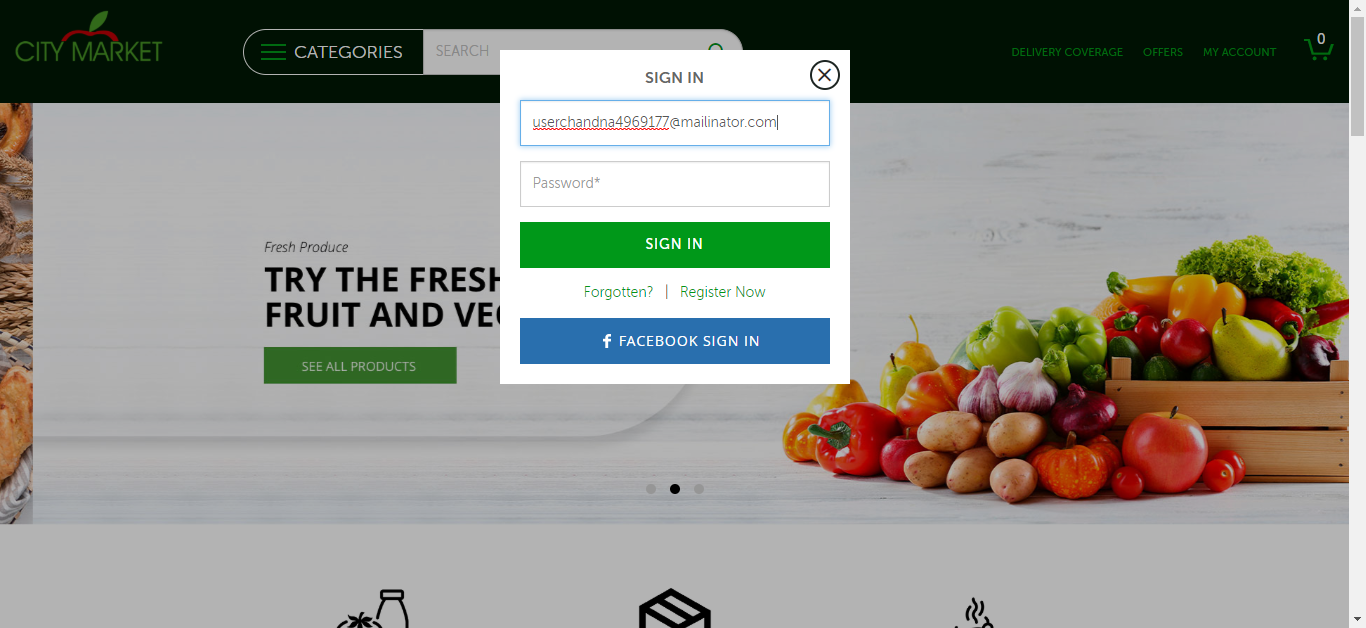 CITY MARKET
CATEGORIES
SEARCH
DELIVERY COVERAGE
OFFERS
MY ACCOUNT
0
SIGN IN
userchandna4969177@mailinator.com
Password*
SIGN IN
Forgotten? | Register Now
FACEBOOK SIGN IN
Fresh Produce
TRY THE FRESH
FRUIT AND
SEE ALL PRODUCTS